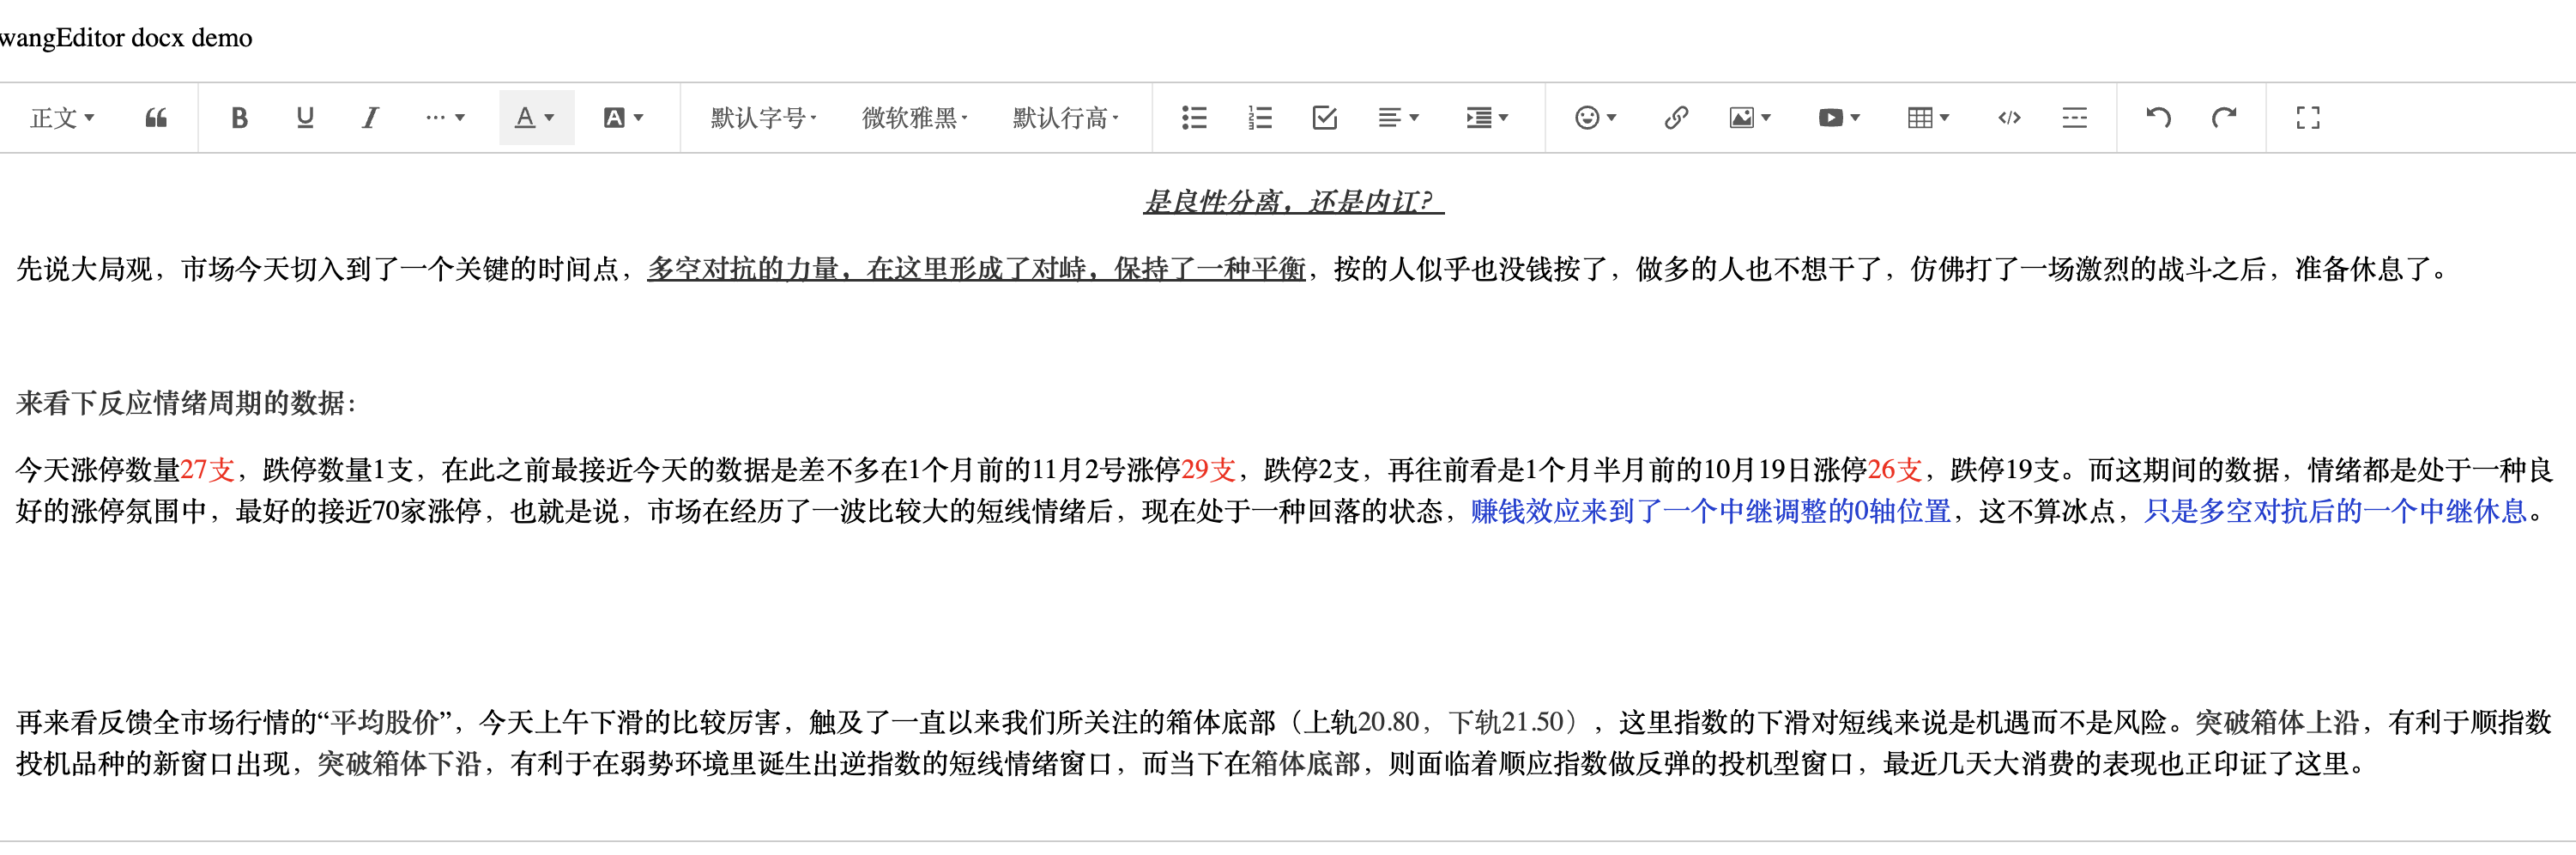 wangEditor docx demo
正文 B U I ··· A A 默认字号 微软雅黑 默认行高
是良性分离，还是内讧？
先说大局观，市场今天切入到了一个关键的时间点，多空对抗的力量，在这里形成了对峙，保持了一种平衡，按的人似乎也没钱按了，做多的人也不想干了，仿佛打了一场激烈的战斗之后，准备休息了。
来看下反应情绪周期的数据：
今天涨停数量27支，跌停数量1支，在此之前最接近今天的数据是差不多在1个月前的11月2号涨停29支，跌停2支，再往前看是1个月半月前的10月19日涨停26支，跌停19支。而这期间的数据，情绪都是处于一种良
好的涨停氛围中，最好的接近70家涨停，也就是说，市场在经历了一波比较大的短线情绪后，现在处于一种回落的状态，赚钱效应来到了一个中继调整的0轴位置，这不算冰点，只是多空对抗后的一个中继休息。
再来看反馈全市场行情的“平均股价”，今天上午下滑的比较厉害，触及了一直以来我们所关注的箱体底部（上轨20.80，下轨21.50），这里指数的下滑对短线来说是机遇而不是风险。突破箱体上沿，有利于顺指数
投机品种的新窗口出现，突破箱体下沿，有利于在弱势环境里诞生出逆指数的短线情绪窗口，而当下在箱体底部，则面临着顺应指数做反弹的投机型窗口，最近几天大消费的表现也正印证了这里。